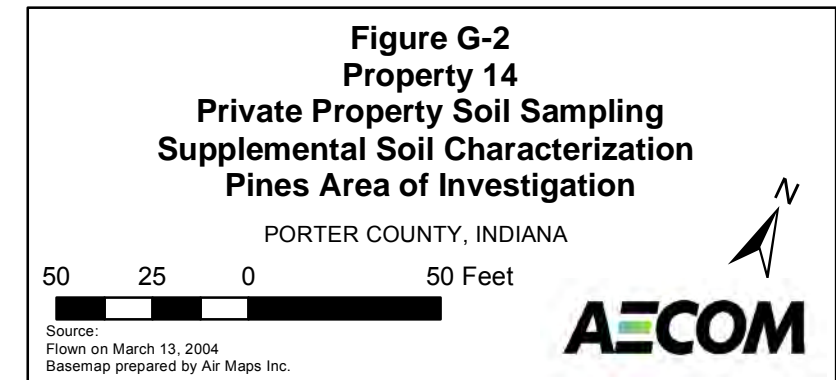 Figure G-2
Property 14
Private Property Soil Sampling
Supplemental Soil Characterization
Pines Area of Investigation
N
PORTER COUNTY, INDIANA
50 25 0 50 Feet
Source:
Flown on March 13, 2004
Basemap prepared by Air Maps Inc.
AECOM